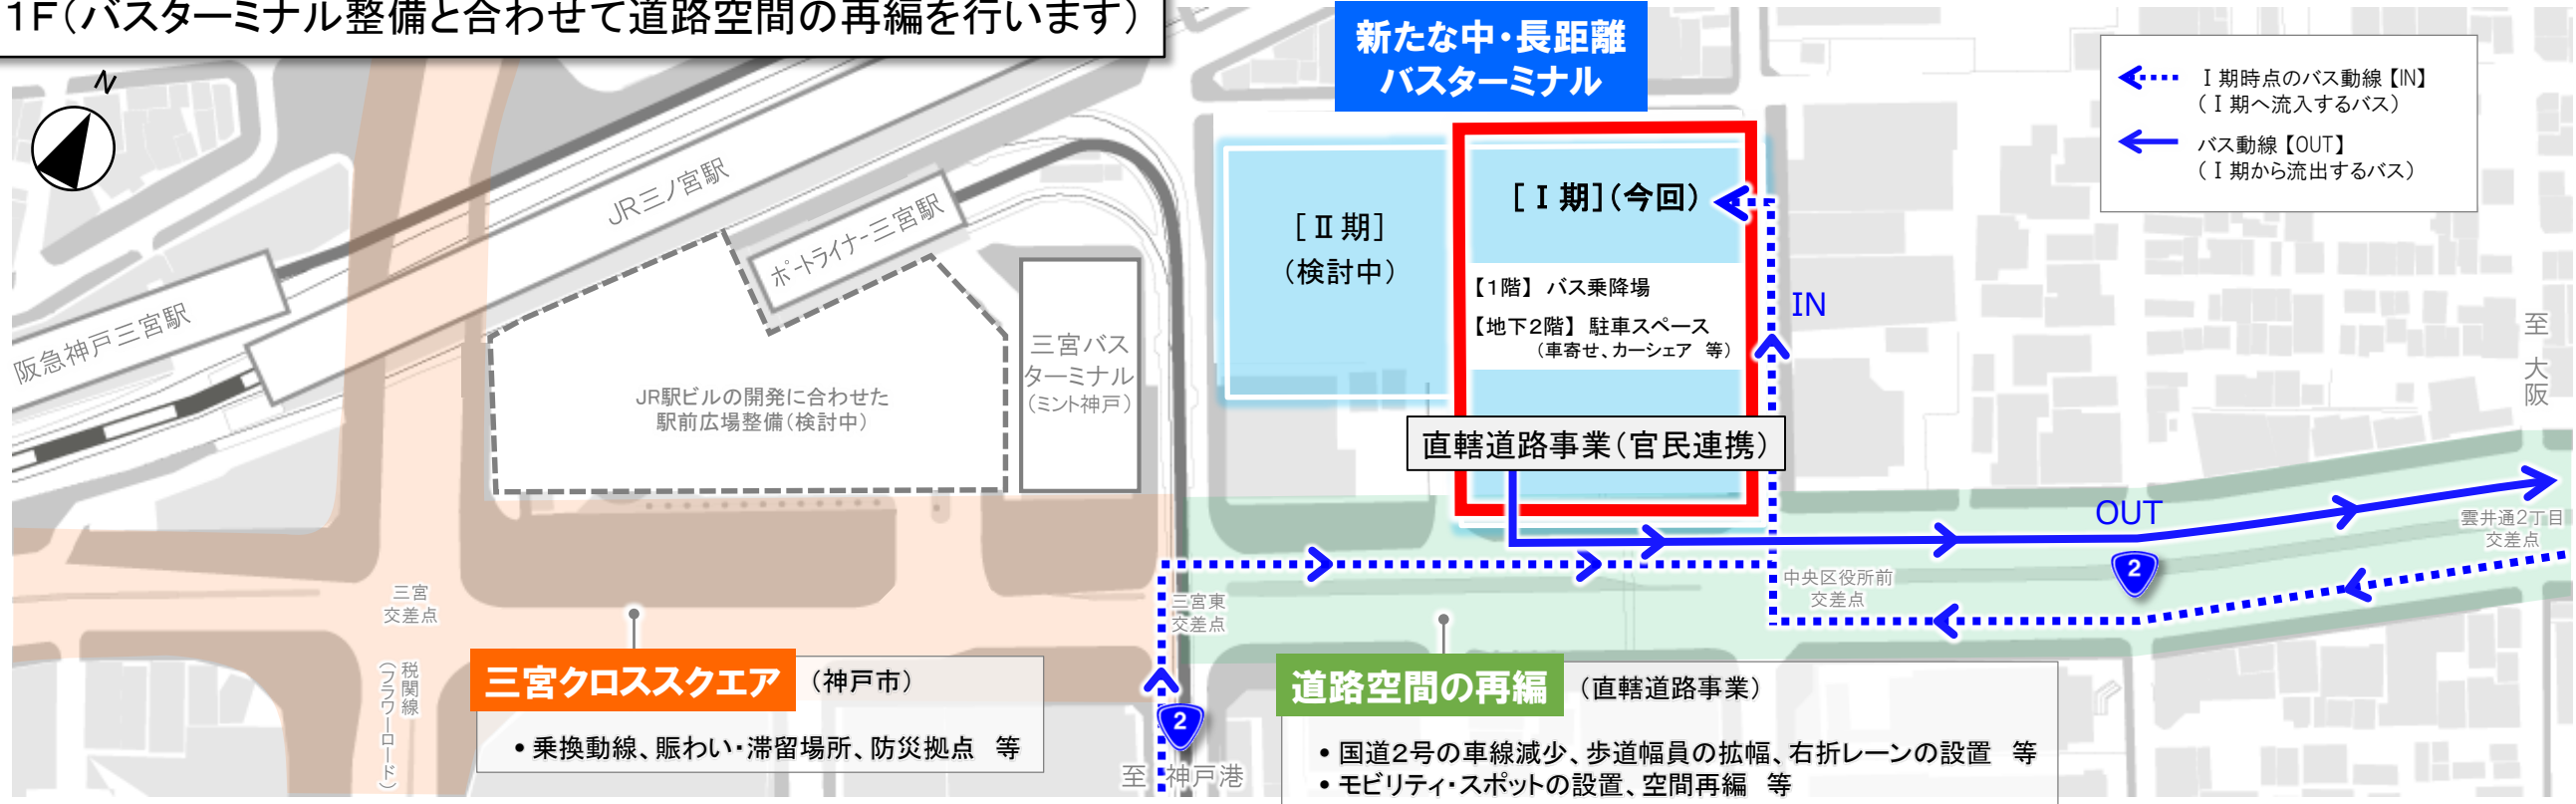 1F(バスターミナル整備と合わせて道路空間の再編を行います)
N
新たな中・長距離
バスターミナル
Ⅰ期時点のバス動線【IN】
(Ⅰ期へ流入するバス)
バス動線【OUT】
(Ⅰ期から流出するバス)
JR三ノ宮駅
ポートライナー三宮駅
阪急神戸三宮駅
JR駅ビルの開発に合わせた
駅前広場整備(検討中)
三宮バス
ターミナル
(ミント神戸)
[Ⅱ期]
(検討中)
[Ⅰ期](今回)
【1階】 バス乗降場
【地下2階】 駐車スペース
(車寄せ、カーシェア 等)
IN
直轄道路事業(官民連携)
至 大阪
OUT
雲井通2丁目
交差点
2
中央区役所前
交差点
三宮
交差点
三宮東
交差点
税関線
(フラワーロード)
三宮クロススクエア (神戸市)
•乗換動線、賑わい・滞留場所、防災拠点 等
2
至 神戸港
道路空間の再編 (直轄道路事業)
•国道2号の車線減少、歩道幅員の拡幅、右折レーンの設置 等
•モビリティ・スポットの設置、空間再編 等